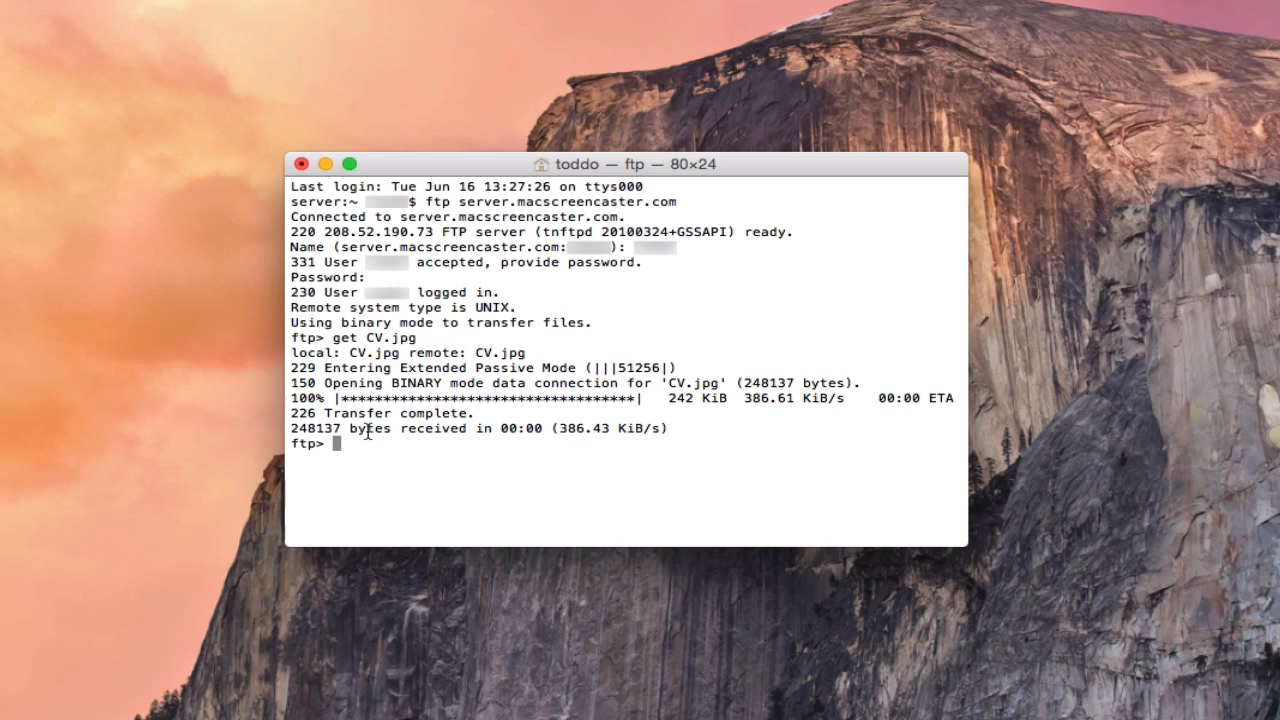 toddo — ftp — 80×24
Last login: Tue Jun 16 13:27:26 on ttys000
server:~ $ ftp server.macscreencaster.com
Connected to server.macscreencaster.com.
220 208.52.190.73 FTP server (tnftpd 20100324+GSSAPI) ready.
Name (server.macscreencaster.com: ):
331 User accepted, provide password.
Password:
230 User logged in.
Remote system type is UNIX.
Using binary mode to transfer files.
ftp> get CV.jpg
local: CV.jpg remote: CV.jpg
229 Entering Extended Passive Mode (|||51256|)
150 Opening BINARY mode data connection for 'CV.jpg' (248137 bytes).
100% |************************************| 242 KiB 386.61 KiB/s 00:00 ETA
226 Transfer complete.
248137 bytes received in 00:00 (386.43 KiB/s)
ftp>